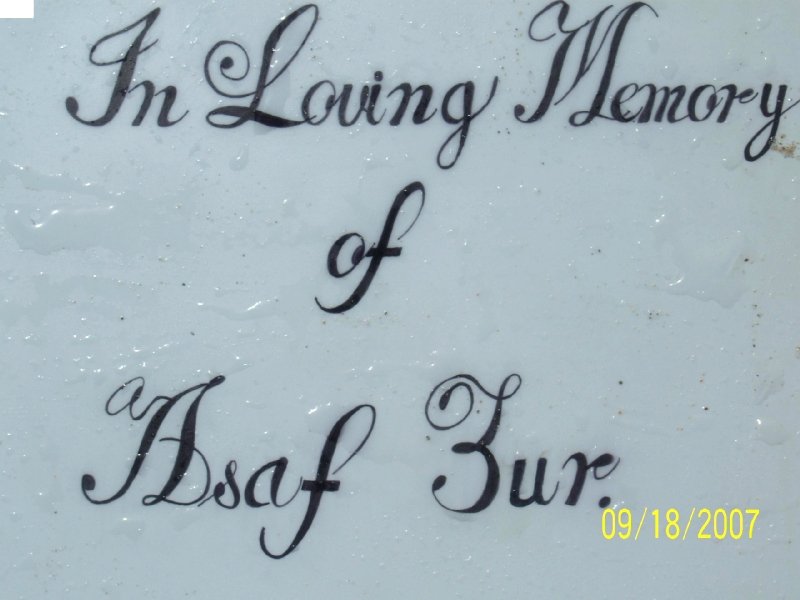 In Loving Memory
of
Asaf Zur.
09/18/2007